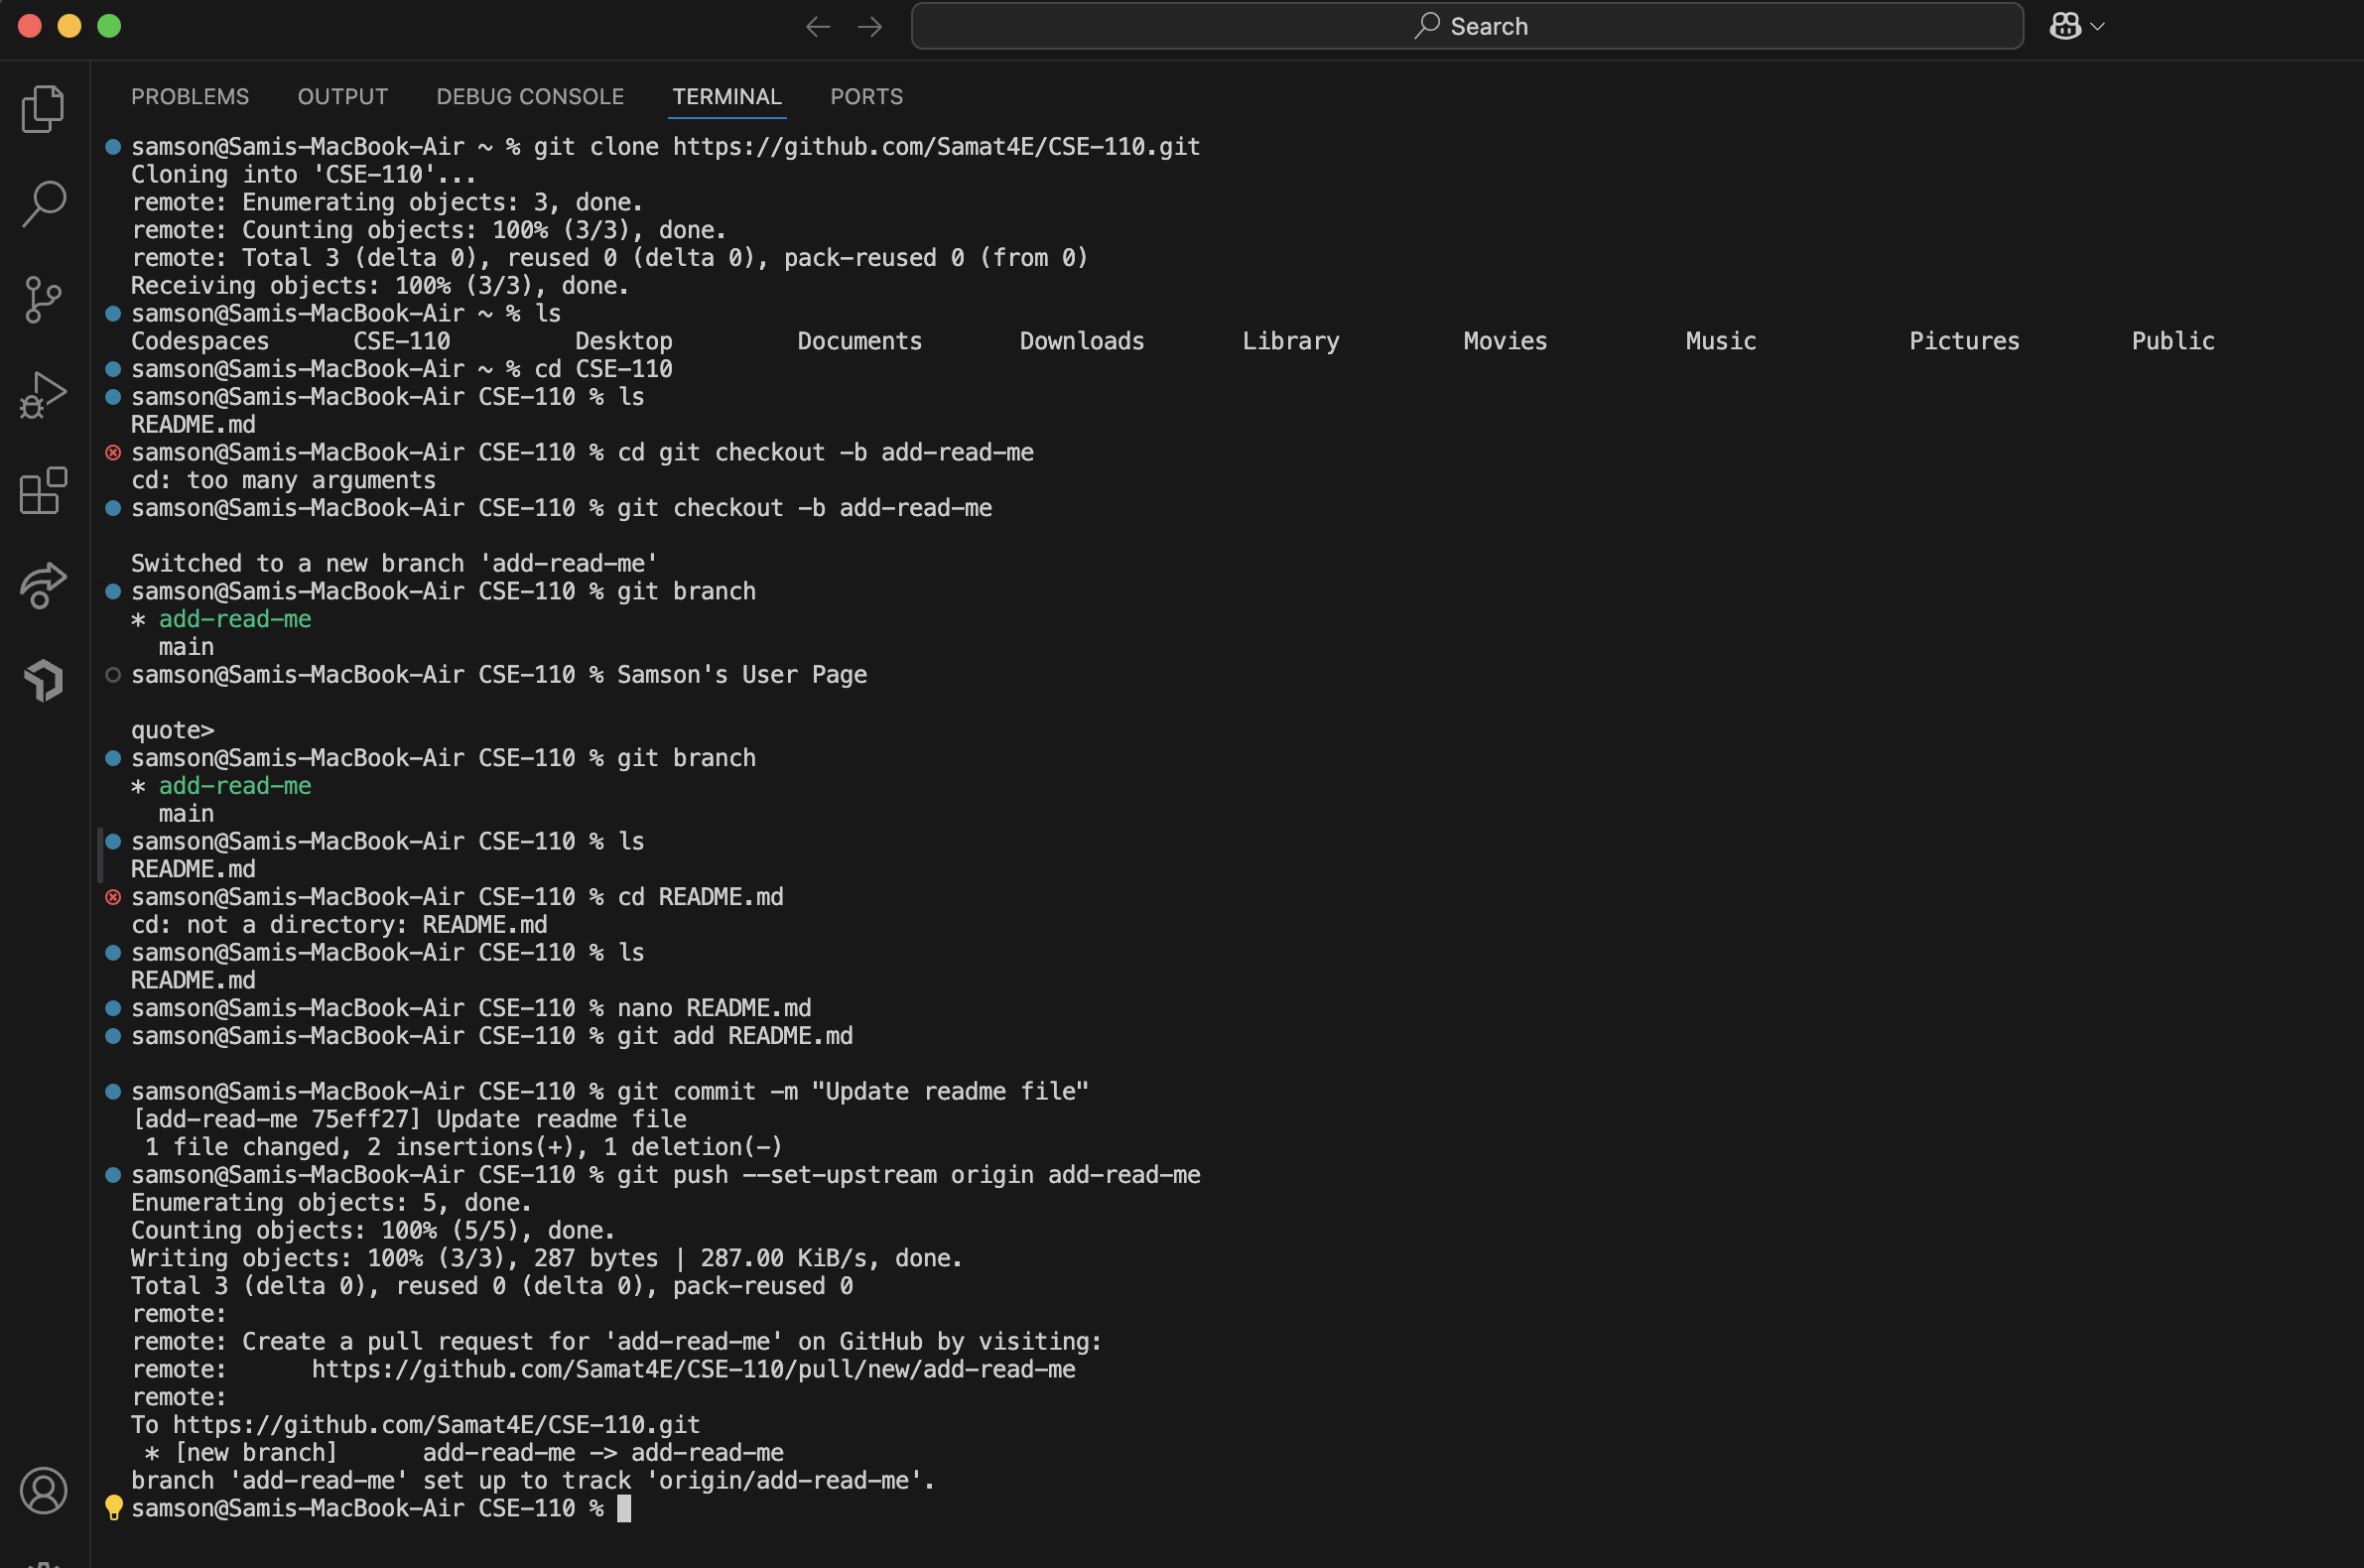 Search
PROBLEMS OUTPUT DEBUG CONSOLE TERMINAL PORTS
samson@Samis-MacBook-Air ~ % git clone https://github.com/Samat4E/CSE-110.git
Cloning into 'CSE-110'...
remote: Enumerating objects: 3, done.
remote: Counting objects: 100% (3/3), done.
remote: Total 3 (delta 0), reused 0 (delta 0), pack-reused 0 (from 0)
Receiving objects: 100% (3/3), done.
samson@Samis-MacBook-Air ~ % ls
Codespaces CSE-110 Desktop Documents Downloads Library Movies Music Pictures Public
samson@Samis-MacBook-Air ~ % cd CSE-110
samson@Samis-MacBook-Air CSE-110 % ls
README.md
samson@Samis-MacBook-Air CSE-110 % cd git checkout -b add-read-me
cd: too many arguments
samson@Samis-MacBook-Air CSE-110 % git checkout -b add-read-me
Switched to a new branch 'add-read-me'
samson@Samis-MacBook-Air CSE-110 % git branch
* add-read-me
main
samson@Samis-MacBook-Air CSE-110 % Samson's User Page
quote>
samson@Samis-MacBook-Air CSE-110 % git branch
* add-read-me
main
samson@Samis-MacBook-Air CSE-110 % ls
README.md
samson@Samis-MacBook-Air CSE-110 % cd README.md
cd: not a directory: README.md
samson@Samis-MacBook-Air CSE-110 % ls
README.md
samson@Samis-MacBook-Air CSE-110 % nano README.md
samson@Samis-MacBook-Air CSE-110 % git add README.md
samson@Samis-MacBook-Air CSE-110 % git commit -m "Update readme file"
[add-read-me 75eff27] Update readme file
1 file changed, 2 insertions(+), 1 deletion(-)
samson@Samis-MacBook-Air CSE-110 % git push --set-upstream origin add-read-me
Enumerating objects: 5, done.
Counting objects: 100% (5/5), done.
Writing objects: 100% (3/3), 287 bytes | 287.00 KiB/s, done.
Total 3 (delta 0), reused 0 (delta 0), pack-reused 0
remote:
remote: Create a pull request for 'add-read-me' on GitHub by visiting:
remote: https://github.com/Samat4E/CSE-110/pull/new/add-read-me
remote:
To https://github.com/Samat4E/CSE-110.git
* [new branch] add-read-me -> add-read-me
branch 'add-read-me' set up to track 'origin/add-read-me'.
samson@Samis-MacBook-Air CSE-110 %